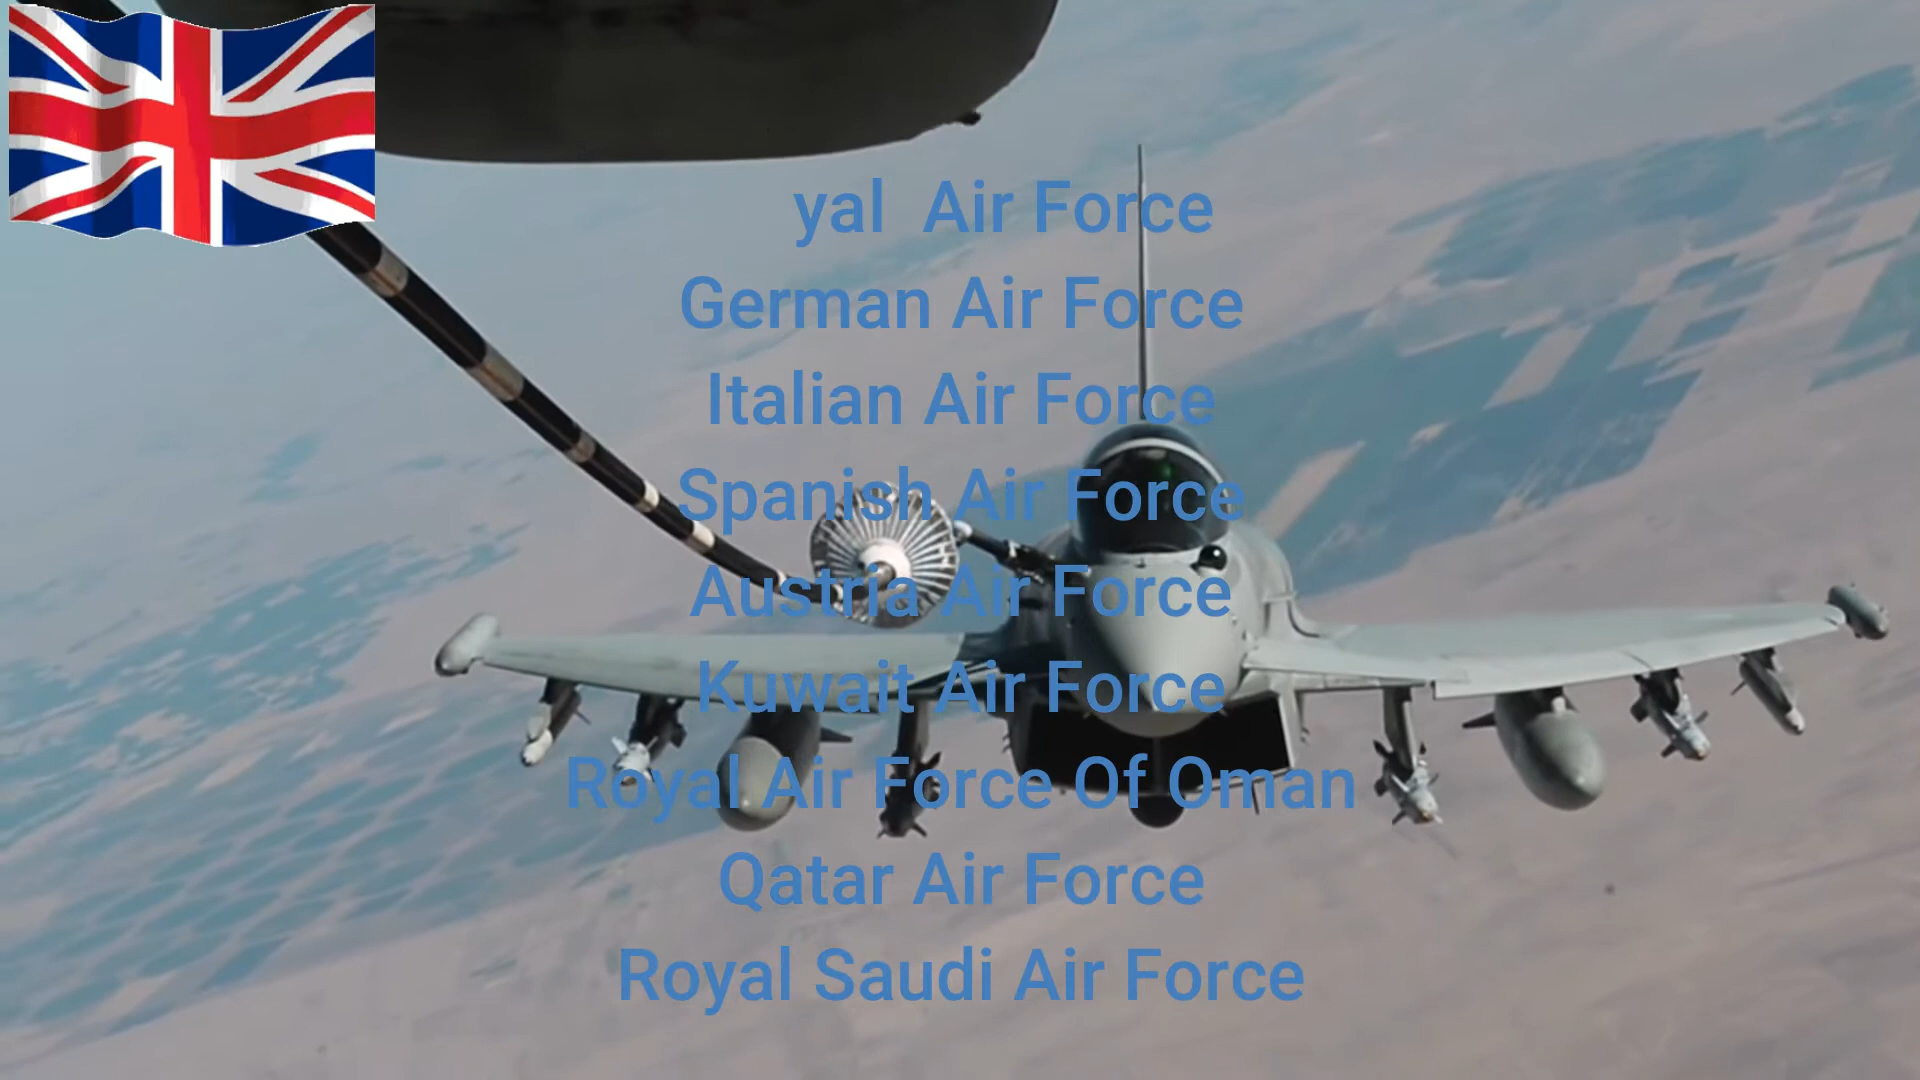 yal Air Force
German Air Force
Italian Air Force
Spanish Air Force
Austria Air Force
Kuwait Air Force
Royal Air Force Of Oman
Qatar Air Force
Royal Saudi Air Force